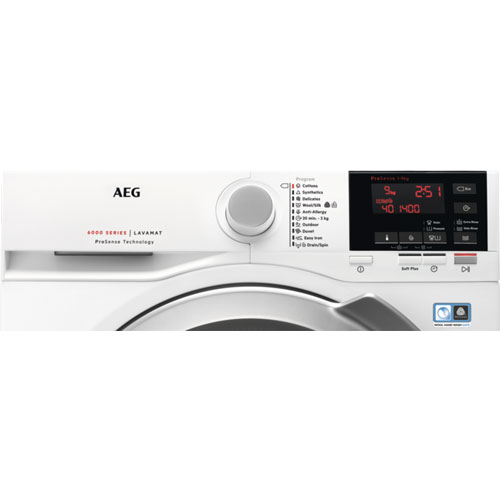 AEG
6000 SERIES | LAVAMAT
ProSense Technology
Program
Cottons
Synthetics
Delicates
Wool/Silk
Anti-Allergy
20 min. - 3 kg
Outdoor
Duvet
Easy Iron
Drain/Spin
ProSense 1-9kg
9kg 2:51
40 1400
Soft Plus